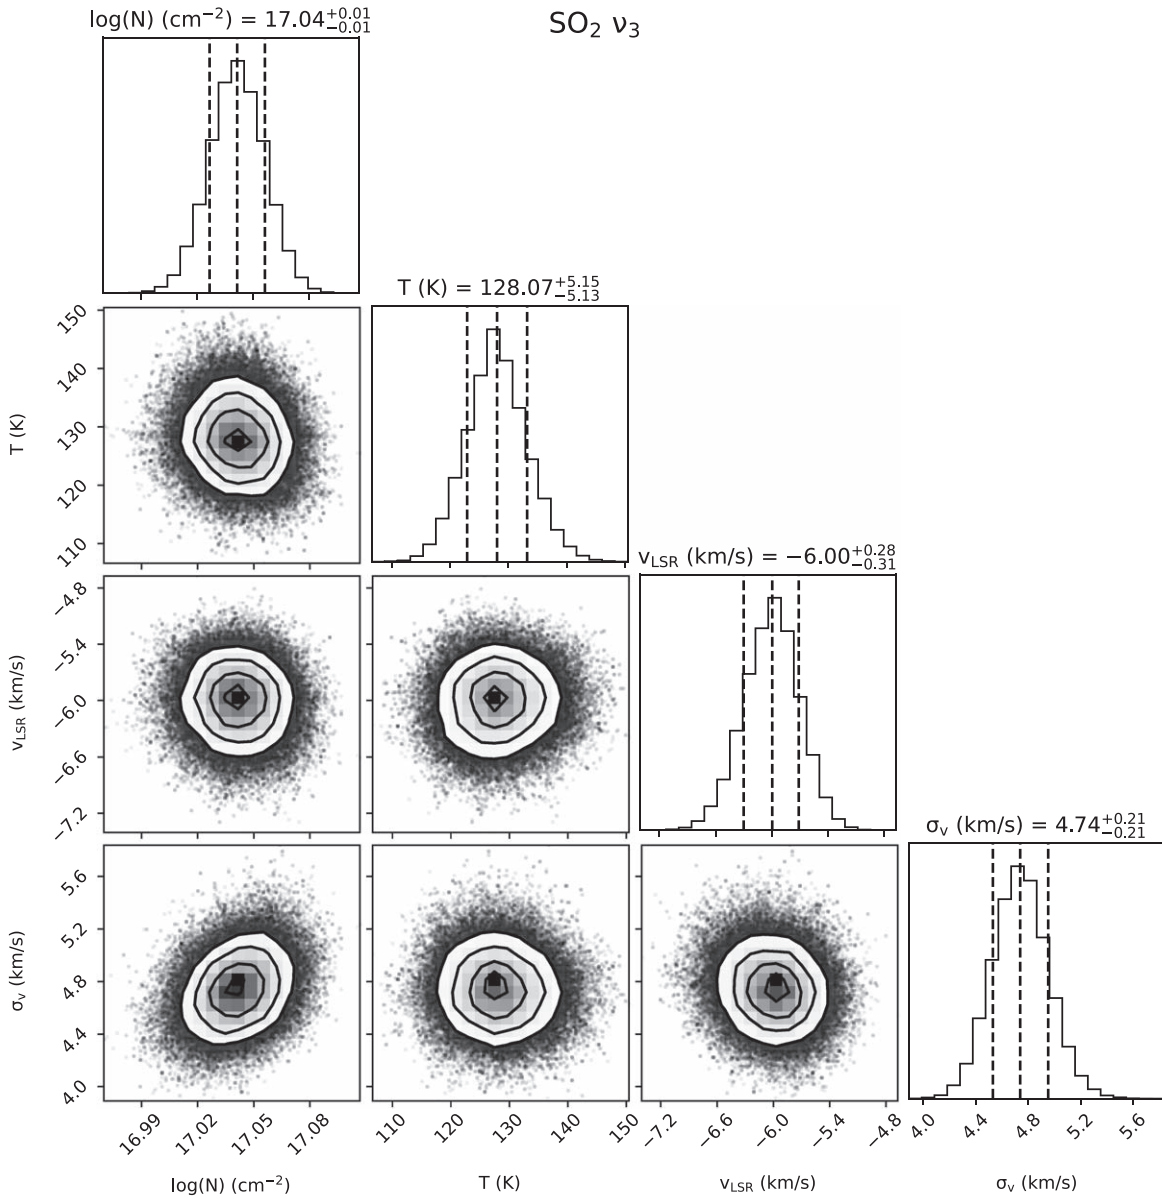 log(N) (cm⁻²) = 17.04⁺⁰·⁰¹₋₀.₀₁
SO₂ ν₃
T (K) = 128.07⁺⁵·¹⁵₋₅.₁₃
150
140
130
120
110
T (K)
v_LSR (km/s) = −6.00⁺⁰·²⁸₋₀.₃₁
−4.8
−5.4
−6.0
−6.6
−7.2
v_LSR (km/s)
σᵥ (km/s) = 4.74⁺⁰·²¹₋₀.₂₁
5.6
5.2
4.8
4.4
4.0
σᵥ (km/s)
16.99 17.02 17.05 17.08 110 120 130 140 150 −7.2 −6.6 −6.0 −5.4 −4.8 4.0 4.4 4.8 5.2 5.6
log(N) (cm⁻²) T (K) v_LSR (km/s) σᵥ (km/s)